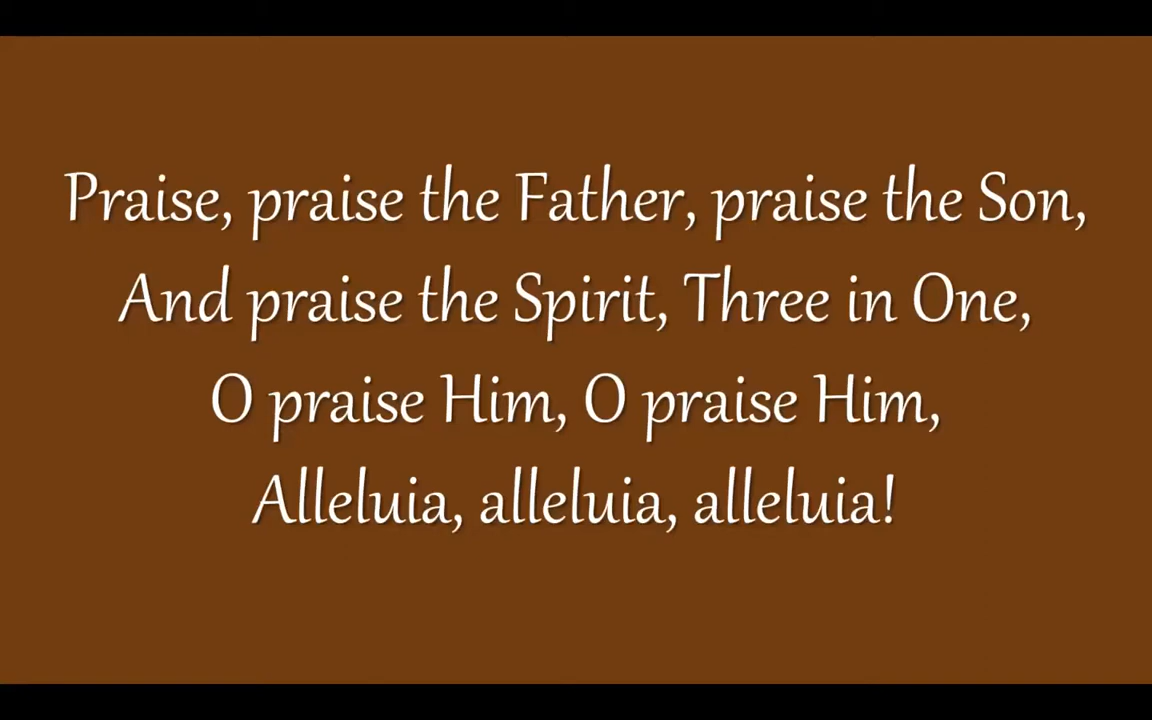 Praise, praise the Father, praise the Son,
And praise the Spirit, Three in One,
O praise Him, O praise Him,
Alleluia, alleluia, alleluia!